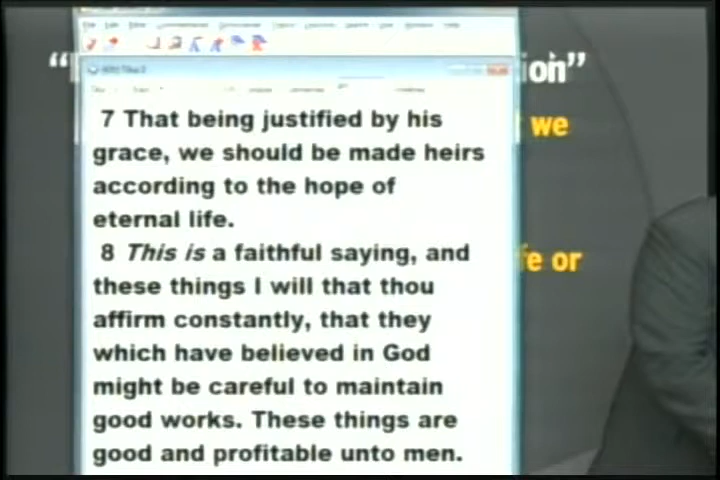 ion”
we
fe or
7 That being justified by his
grace, we should be made heirs
according to the hope of
eternal life.
8 This is a faithful saying, and
these things I will that thou
affirm constantly, that they
which have believed in God
might be careful to maintain
good works. These things are
good and profitable unto men.